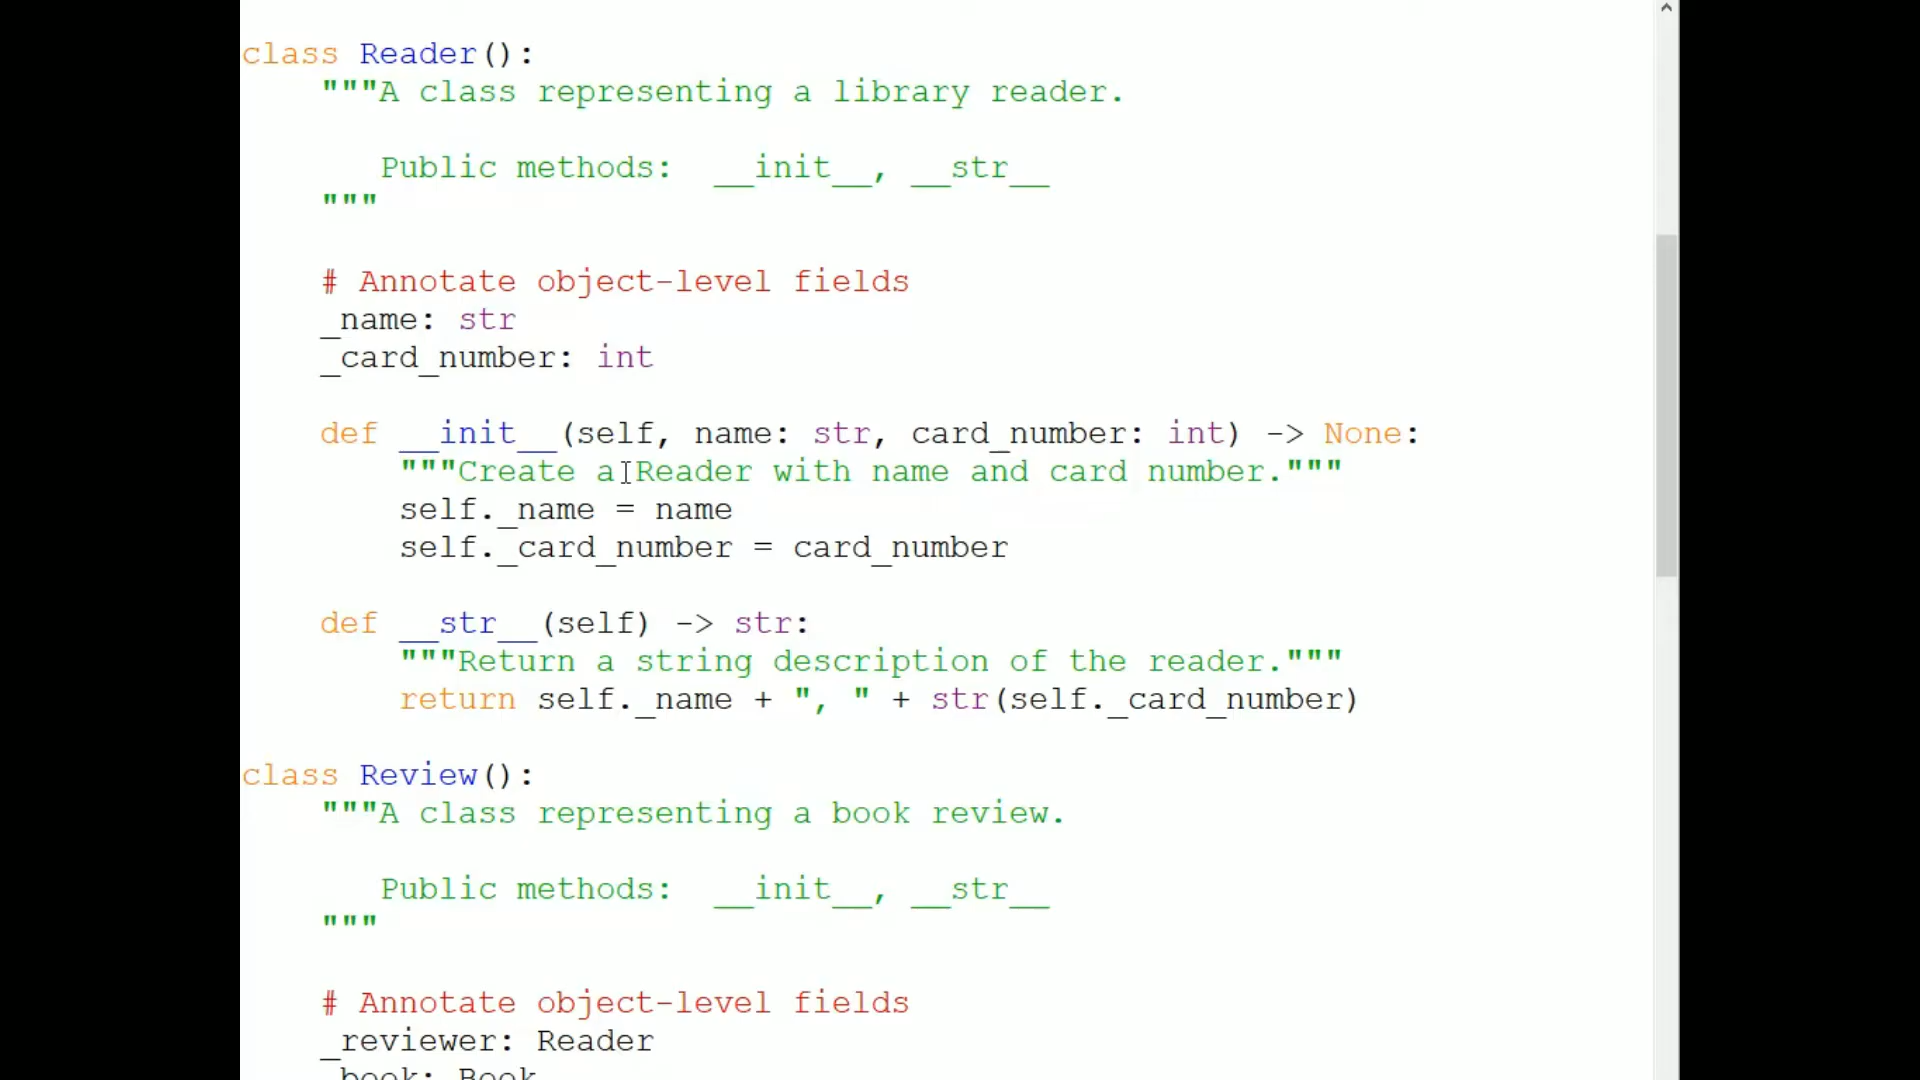 class Reader():
    """A class representing a library reader.
       Public methods:  __init__, __str__
    """
    # Annotate object-level fields
    _name: str
    _card_number: int
    def __init__(self, name: str, card_number: int) -> None:
        """Create a Reader with name and card number."""
        self._name = name
        self._card_number = card_number
    def __str__(self) -> str:
        """Return a string description of the reader."""
        return self._name + ", " + str(self._card_number)
class Review():
    """A class representing a book review.
       Public methods:  __init__, __str__
    """
    # Annotate object-level fields
    _reviewer: Reader
    _book: Book